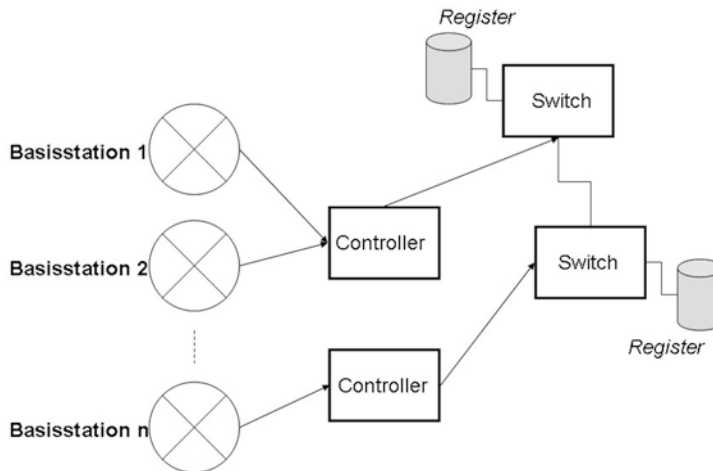 Register
Switch
Register
Basisstation 1
Controller
Basisstation 2
Switch
Controller
Basisstation n